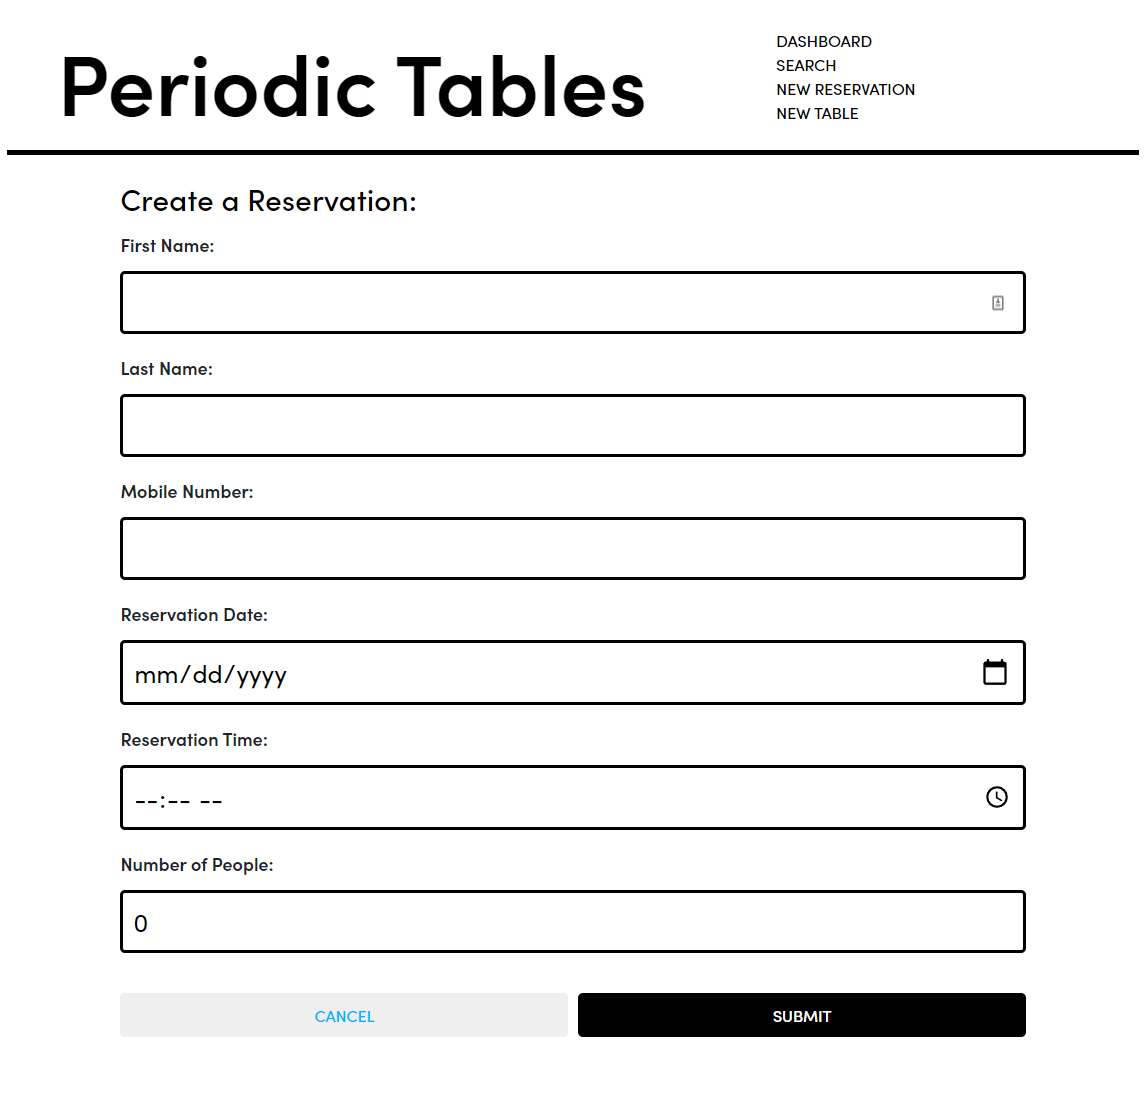 Periodic Tables
DASHBOARD
SEARCH
NEW RESERVATION
NEW TABLE
Create a Reservation:
First Name:
Last Name:
Mobile Number:
Reservation Date:
mm/dd/yyyy
Reservation Time:
--:-- --
Number of People:
0
CANCEL
SUBMIT